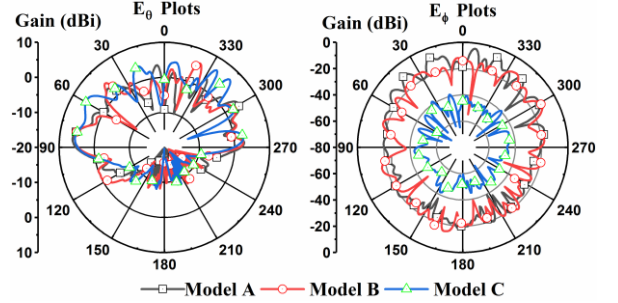 Gain (dBi) Eθ Plots
10 0
0 30 330
-10 60 300
-20 90 270
-10 120 240
0 150 210
10 180
Gain (dBi) Eϕ Plots
0 0
-20 30 330
-40 60 300
-60
-80 90 270
-60
-40 120 240
-20 150 210
0 180
Model A Model B Model C